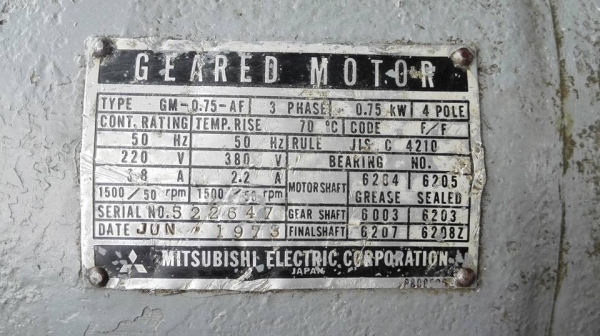 GEARED MOTOR
TYPE GM-0.75-AF 3 PHASE 0.75 kW 4 POLE
CONT. RATING TEMP. RISE 70 °C CODE F/F
50 Hz 50 Hz RULE JIS C 4210
220 V 380 V BEARING NO.
3.8 A 2.2 A MOTOR SHAFT 6204 6205
1500/50 rpm 1500/50 rpm GREASE SEALED
SERIAL NO. 522647 GEAR SHAFT 6003 6203
DATE JUN 1973 FINAL SHAFT 6207 6208Z
MITSUBISHI ELECTRIC CORPORATION
JAPAN